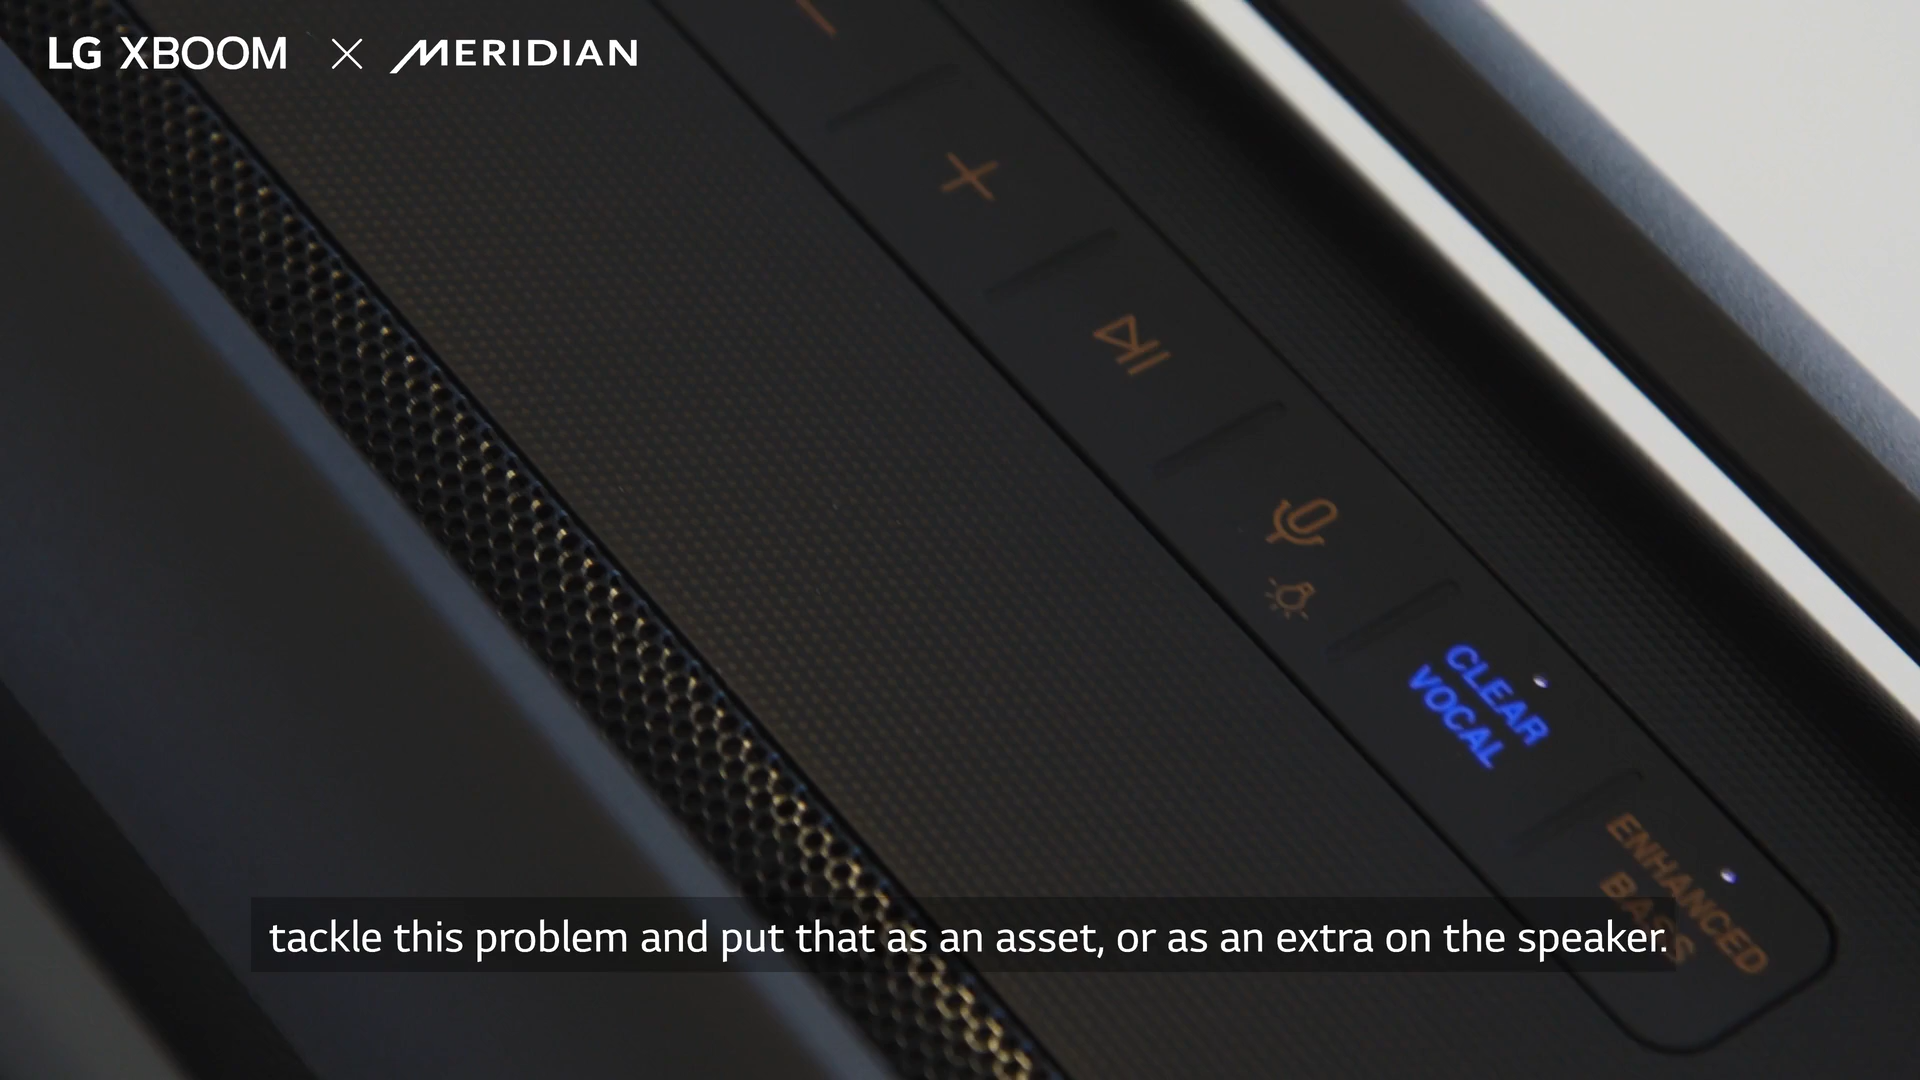 LG XBOOM × MERIDIAN
CLEAR
VOCAL
ENHANCED
BASS
tackle this problem and put that as an asset, or as an extra on the speaker.